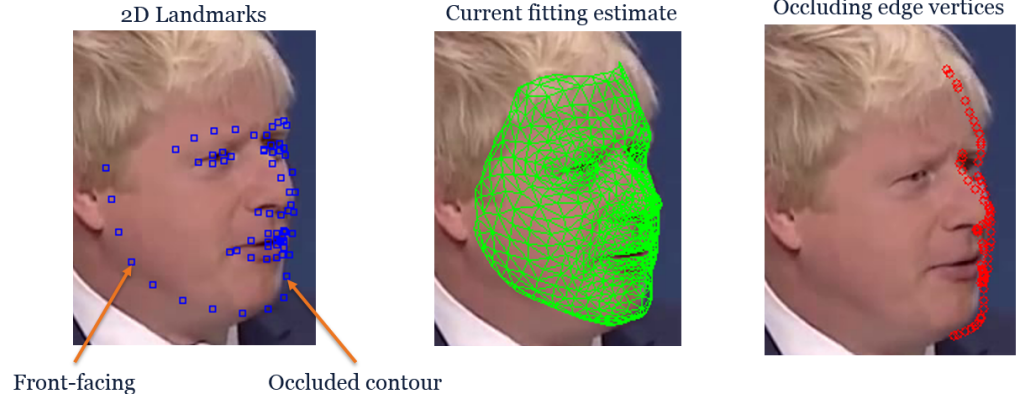 2D Landmarks
Current fitting estimate
Occluding edge vertices
Front-facing
Occluded contour